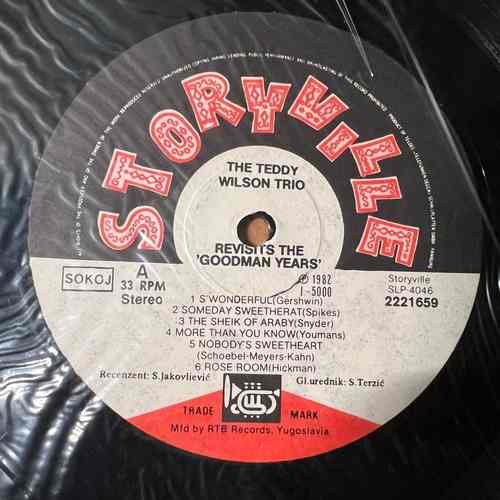 STORYVILLE
THE TEDDY
WILSON TRIO
REVISITS THE
'GOODMAN YEARS'
SOKOJ
A
33 RPM
Stereo
℗ 1982
1-5000
Storyville
SLP-4046
2221659
1 S'WONDERFUL(Gershwin)
2 SOMEDAY SWEETHERAT(Spikes)
3 THE SHEIK OF ARABY(Snyder)
4 MORE THAN YOU KNOW(Youmans)
5 NOBODY'S SWEETHEART
(Schoebel-Meyers-Kahn)
6 ROSE ROOM(Hickman)
Recenzent: S.Jakovliević
Gl.urednik: S.Terzić
TRADE MARK
Mfd by RTB Records, Yugoslavia